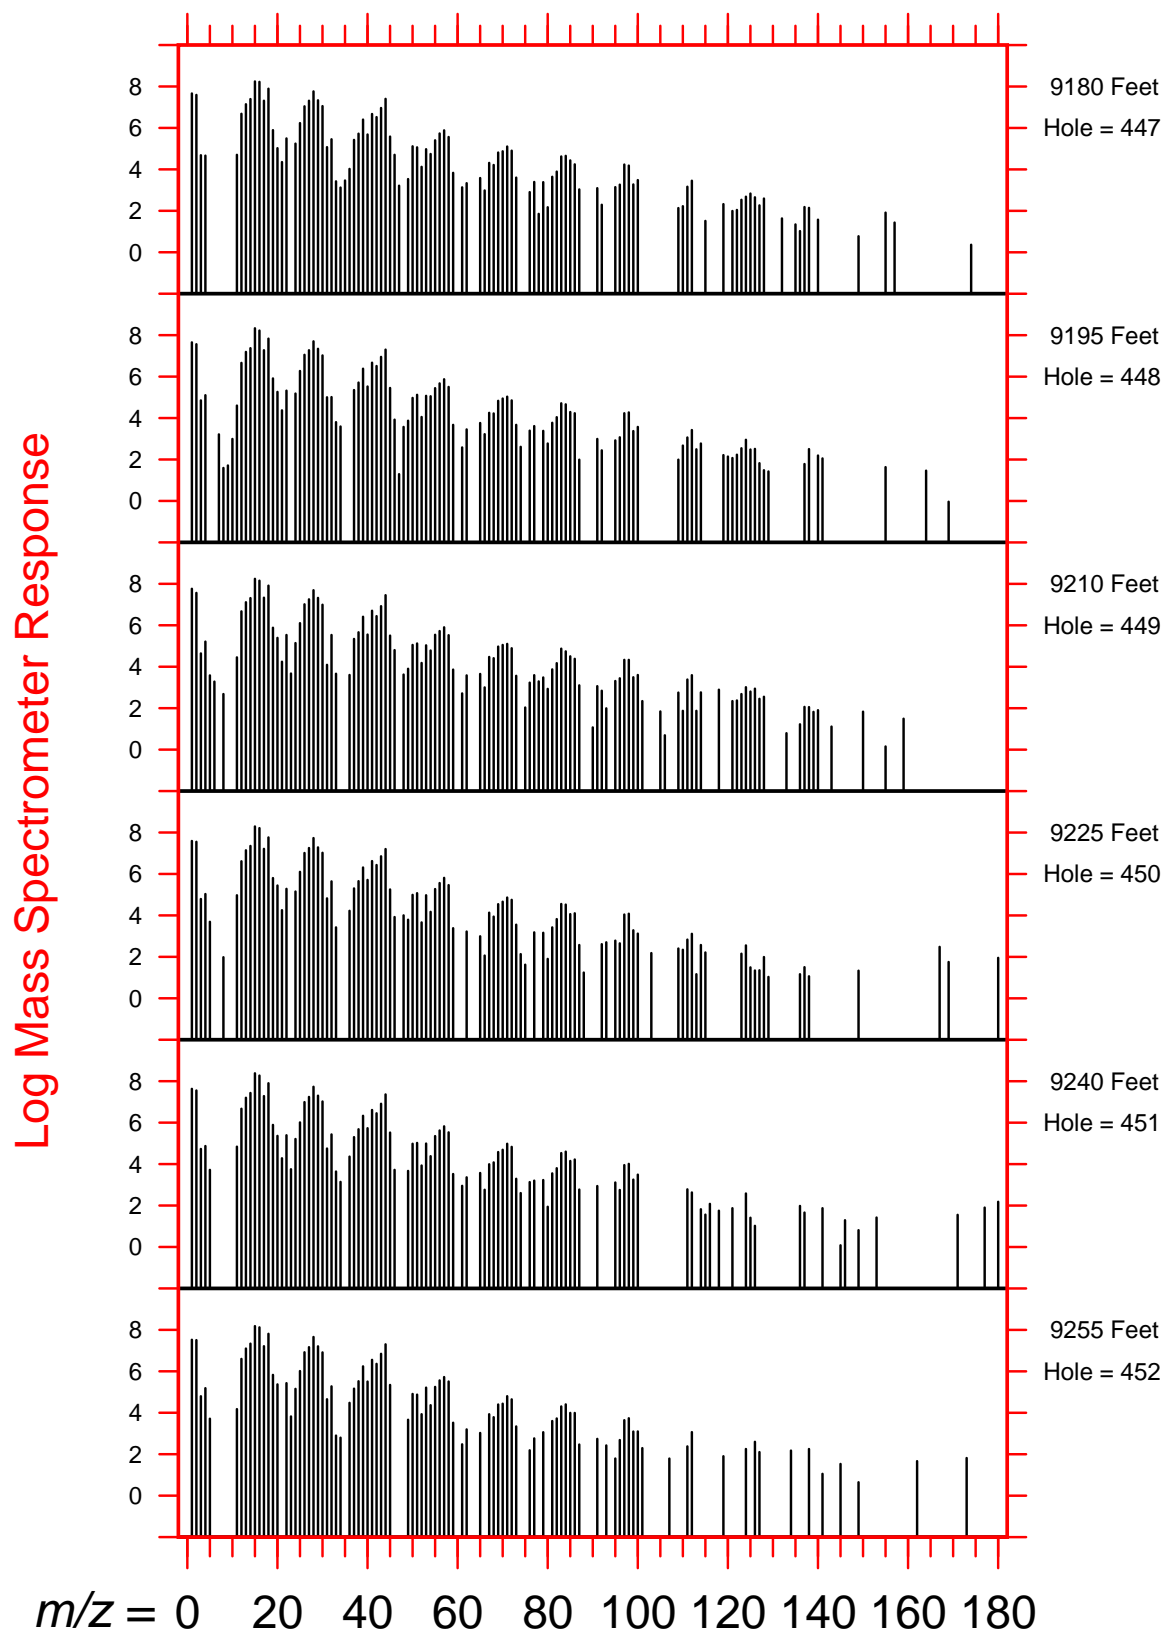 8
6
4
2
0
9180 Feet
Hole = 447
8
6
4
2
0
9195 Feet
Hole = 448
8
6
4
2
0
9210 Feet
Hole = 449
8
6
4
2
0
9225 Feet
Hole = 450
8
6
4
2
0
9240 Feet
Hole = 451
8
6
4
2
0
9255 Feet
Hole = 452
Log Mass Spectrometer Response
m/z = 0 20 40 60 80 100 120 140 160 180